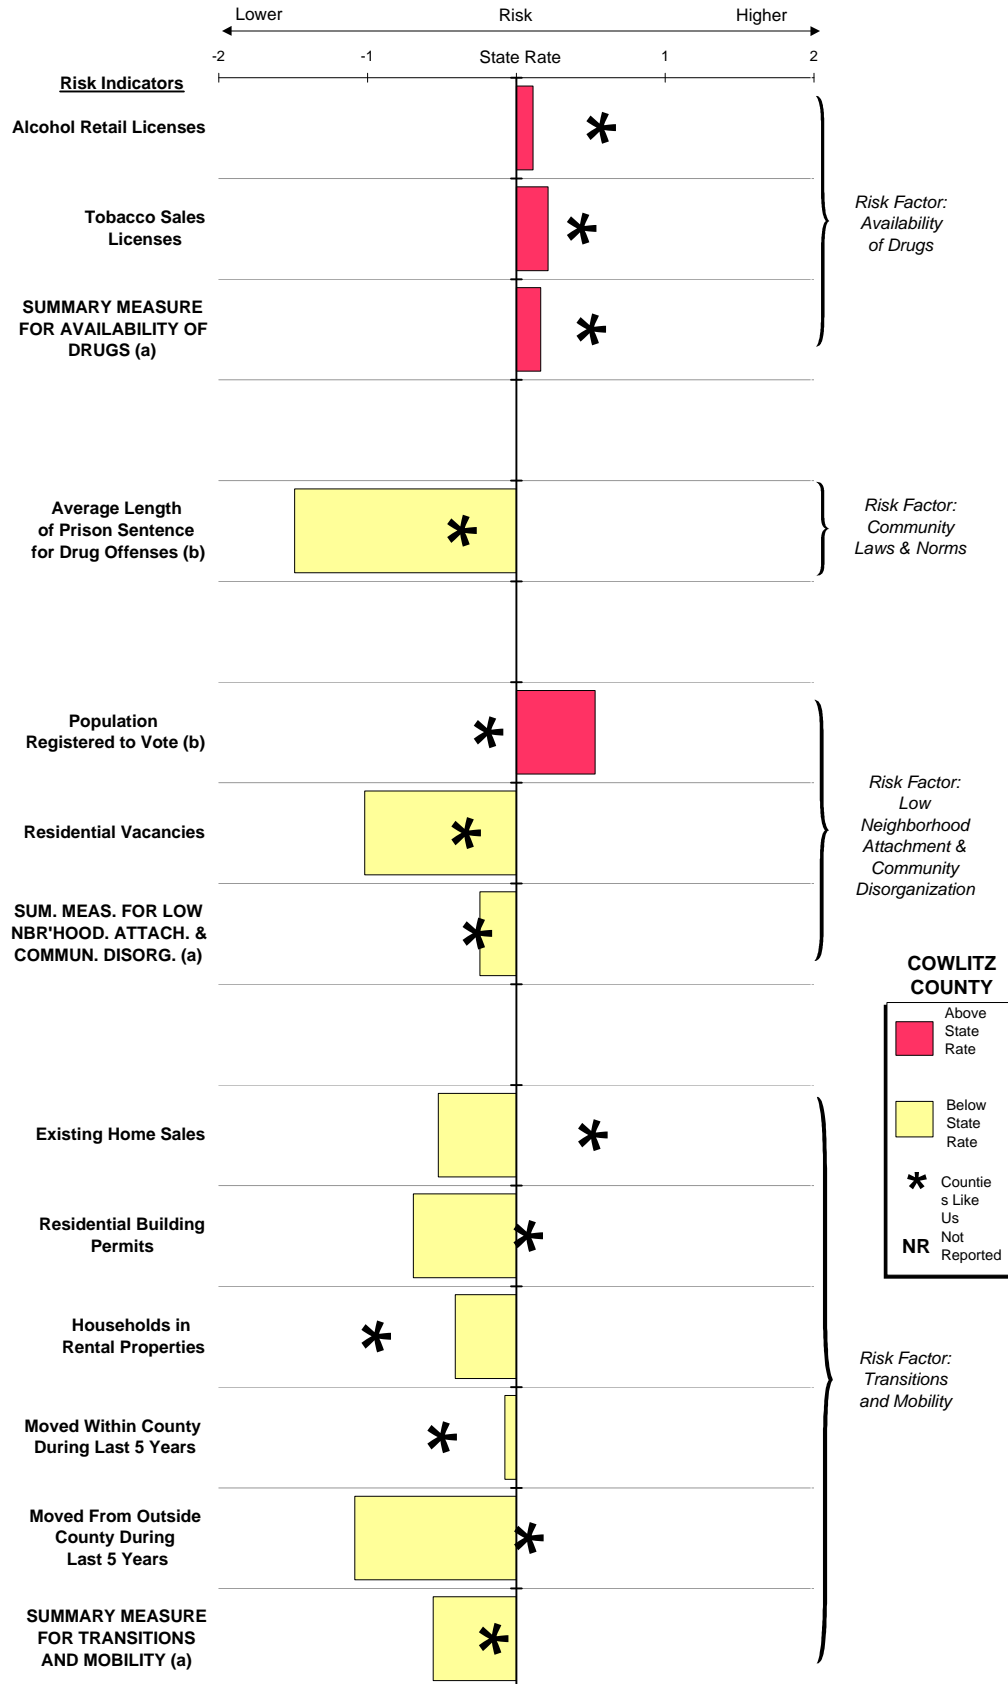 Lower Risk Higher
-2 -1 State Rate 1 2
Risk Indicators
Alcohol Retail Licenses
Tobacco Sales
Licenses
SUMMARY MEASURE
FOR AVAILABILITY OF
DRUGS (a)
Risk Factor:
Availability
of Drugs
Average Length
of Prison Sentence
for Drug Offenses (b)
Risk Factor:
Community
Laws & Norms
Population
Registered to Vote (b)
Residential Vacancies
SUM. MEAS. FOR LOW
NBR'HOOD. ATTACH. &
COMMUN. DISORG. (a)
Risk Factor:
Low
Neighborhood
Attachment &
Community
Disorganization
COWLITZ
COUNTY
Above
State
Rate
Below
State
Rate
* Countie
s Like
Us
NR Not
Reported
Existing Home Sales
Residential Building
Permits
Households in
Rental Properties
Moved Within County
During Last 5 Years
Moved From Outside
County During
Last 5 Years
SUMMARY MEASURE
FOR TRANSITIONS
AND MOBILITY (a)
Risk Factor:
Transitions
and Mobility